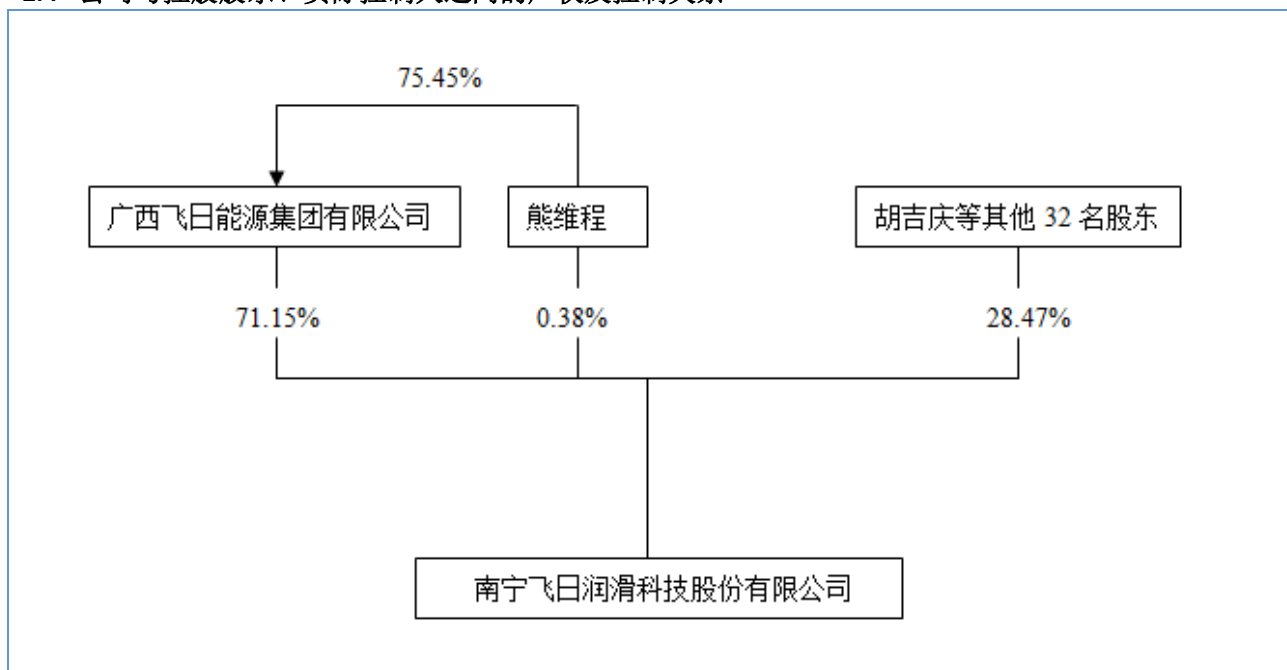 75.45%
广西飞日能源集团有限公司
熊维程
胡吉庆等其他 32 名股东
71.15%
0.38%
28.47%
南宁飞日润滑科技股份有限公司